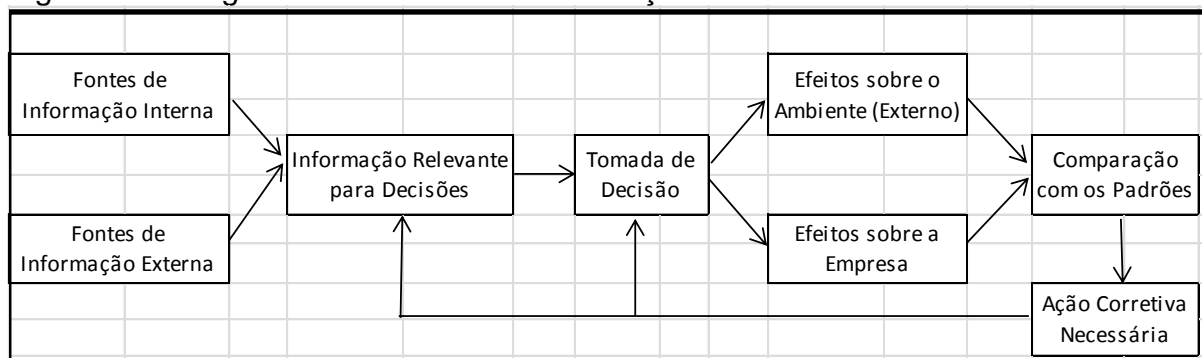 Fontes de
Informação Interna
Fontes de
Informação Externa
Informação Relevante
para Decisões
Tomada de
Decisão
Efeitos sobre o
Ambiente (Externo)
Efeitos sobre a
Empresa
Comparação
com os Padrões
Ação Corretiva
Necessária